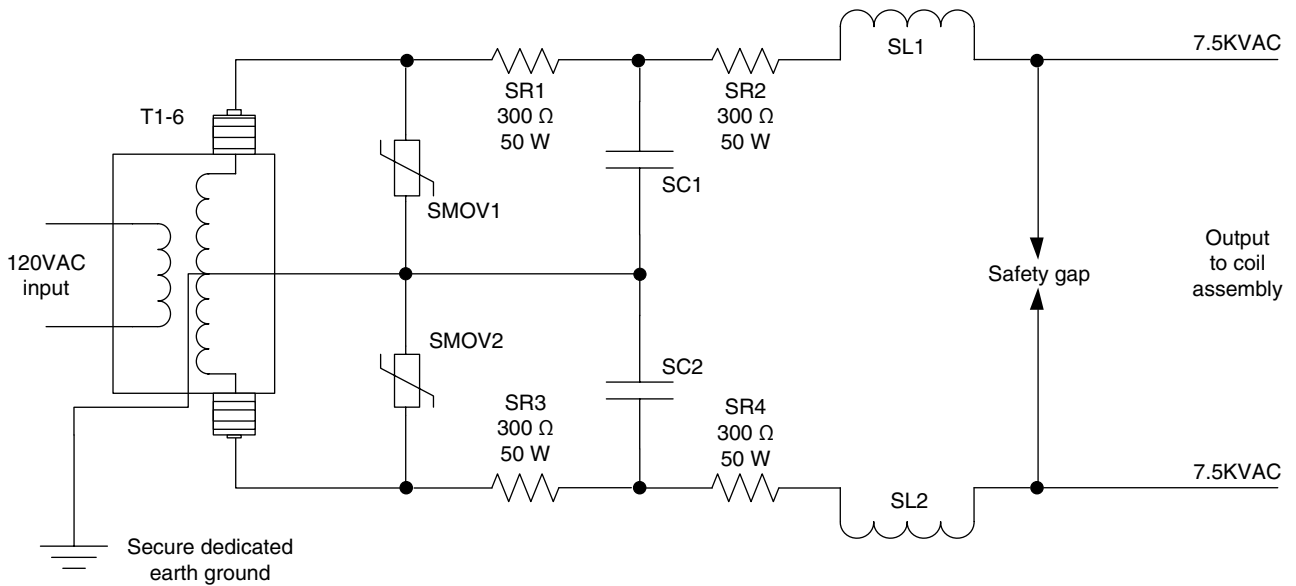 SL1
7.5KVAC
T1-6
SR1
300 Ω
50 W
SR2
300 Ω
50 W
SC1
SMOV1
120VAC
input
Safety gap
Output
to coil
assembly
SMOV2
SC2
SR3
300 Ω
50 W
SR4
300 Ω
50 W
SL2
7.5KVAC
Secure dedicated
earth ground